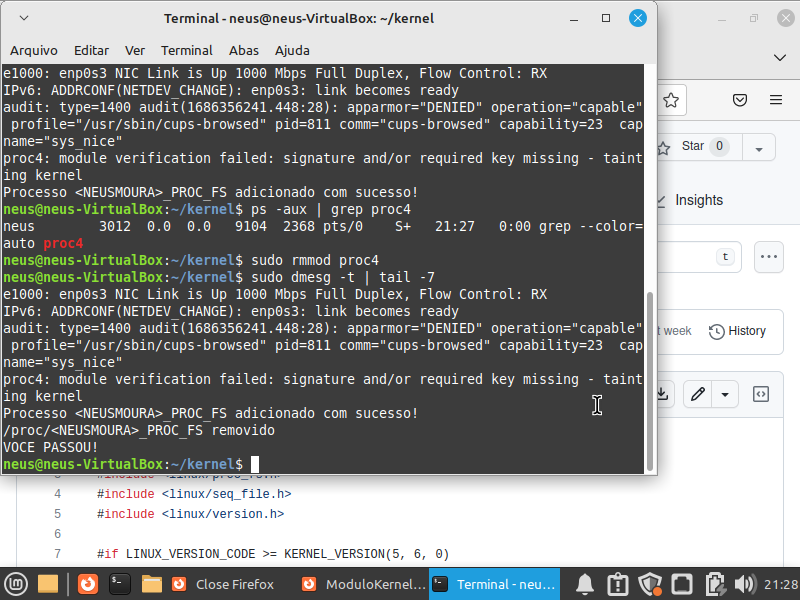 Terminal - neus@neus-VirtualBox: ~/kernel
Arquivo Editar Ver Terminal Abas Ajuda
e1000: enp0s3 NIC Link is Up 1000 Mbps Full Duplex, Flow Control: RX
IPv6: ADDRCONF(NETDEV_CHANGE): enp0s3: link becomes ready
audit: type=1400 audit(1686356241.448:28): apparmor="DENIED" operation="capable"
profile="/usr/sbin/cups-browsed" pid=811 comm="cups-browsed" capability=23 cap
name="sys_nice"
proc4: module verification failed: signature and/or required key missing - taint
ing kernel
Processo <NEUSMOURA>_PROC_FS adicionado com sucesso!
neus@neus-VirtualBox:~/kernel$ ps -aux | grep proc4
neus 3012 0.0 0.0 9104 2368 pts/0 S+ 21:27 0:00 grep --color=
auto proc4
neus@neus-VirtualBox:~/kernel$ sudo rmmod proc4
neus@neus-VirtualBox:~/kernel$ sudo dmesg -t | tail -7
e1000: enp0s3 NIC Link is Up 1000 Mbps Full Duplex, Flow Control: RX
IPv6: ADDRCONF(NETDEV_CHANGE): enp0s3: link becomes ready
audit: type=1400 audit(1686356241.448:28): apparmor="DENIED" operation="capable"
profile="/usr/sbin/cups-browsed" pid=811 comm="cups-browsed" capability=23 cap
name="sys_nice"
proc4: module verification failed: signature and/or required key missing - taint
ing kernel
Processo <NEUSMOURA>_PROC_FS adicionado com sucesso!
/proc/<NEUSMOURA>_PROC_FS removido
VOCE PASSOU!
neus@neus-VirtualBox:~/kernel$
Star 0
Insights
t
t week
History
4 #include <linux/seq_file.h>
5 #include <linux/version.h>
6
7 #if LINUX_VERSION_CODE >= KERNEL_VERSION(5, 6, 0)
Close Firefox
ModuloKernel...
Terminal - neu...
21:28